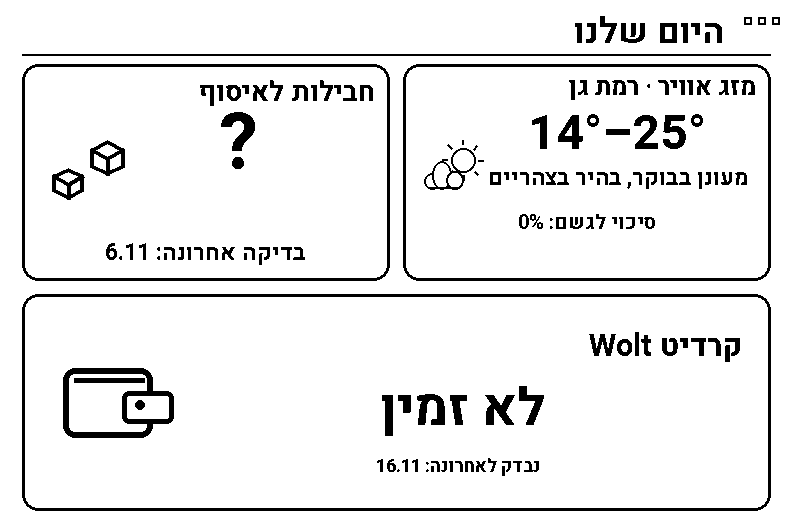 היום שלנו
מזג אוויר · רמת גן
14°–25°
מעונן בבוקר, בהיר בצהריים
סיכוי לגשם: 0%
חבילות לאיסוף
?
בדיקה אחרונה: 6.11
קרדיט Wolt
לא זמין
נבדק לאחרונה: 16.11